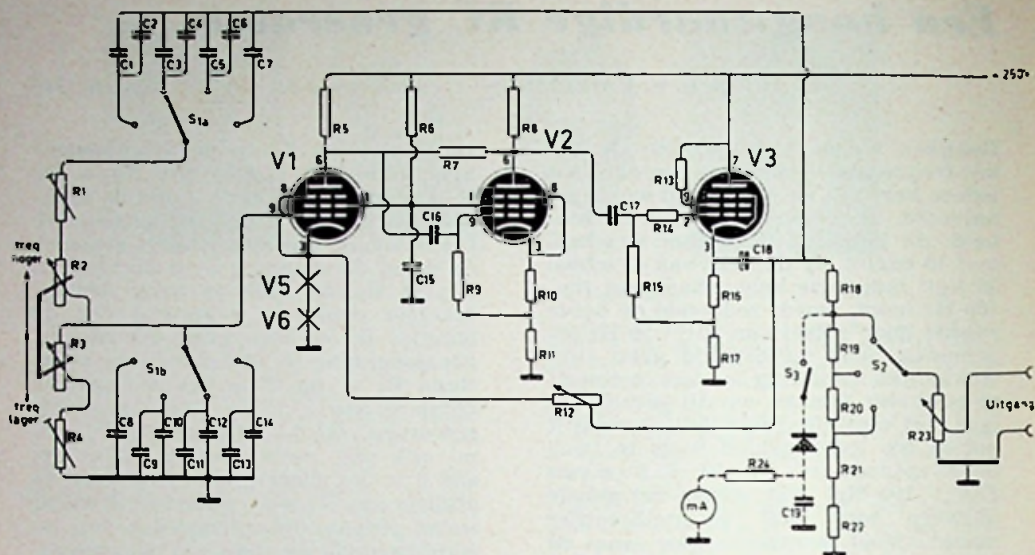 C2
C4
C6
C1
C3
C5
C7
S1a
- 250
R5
R6
R8
V1
V2
V3
R7
R13
R1
6
6
7
8
9
1
1
9
8
2
C16
C17
R14
C18
freq
hoger
R2
3
3
3
V5
C15
R9
R10
R15
R16
R18
V6
R3
S1b
R11
R17
S3
R19
S2
freq
lager
R12
R20
Uitgang
R4
C8
C10
C12
C14
R23
C9
C11
C13
R24
R21
mA
C19
R22